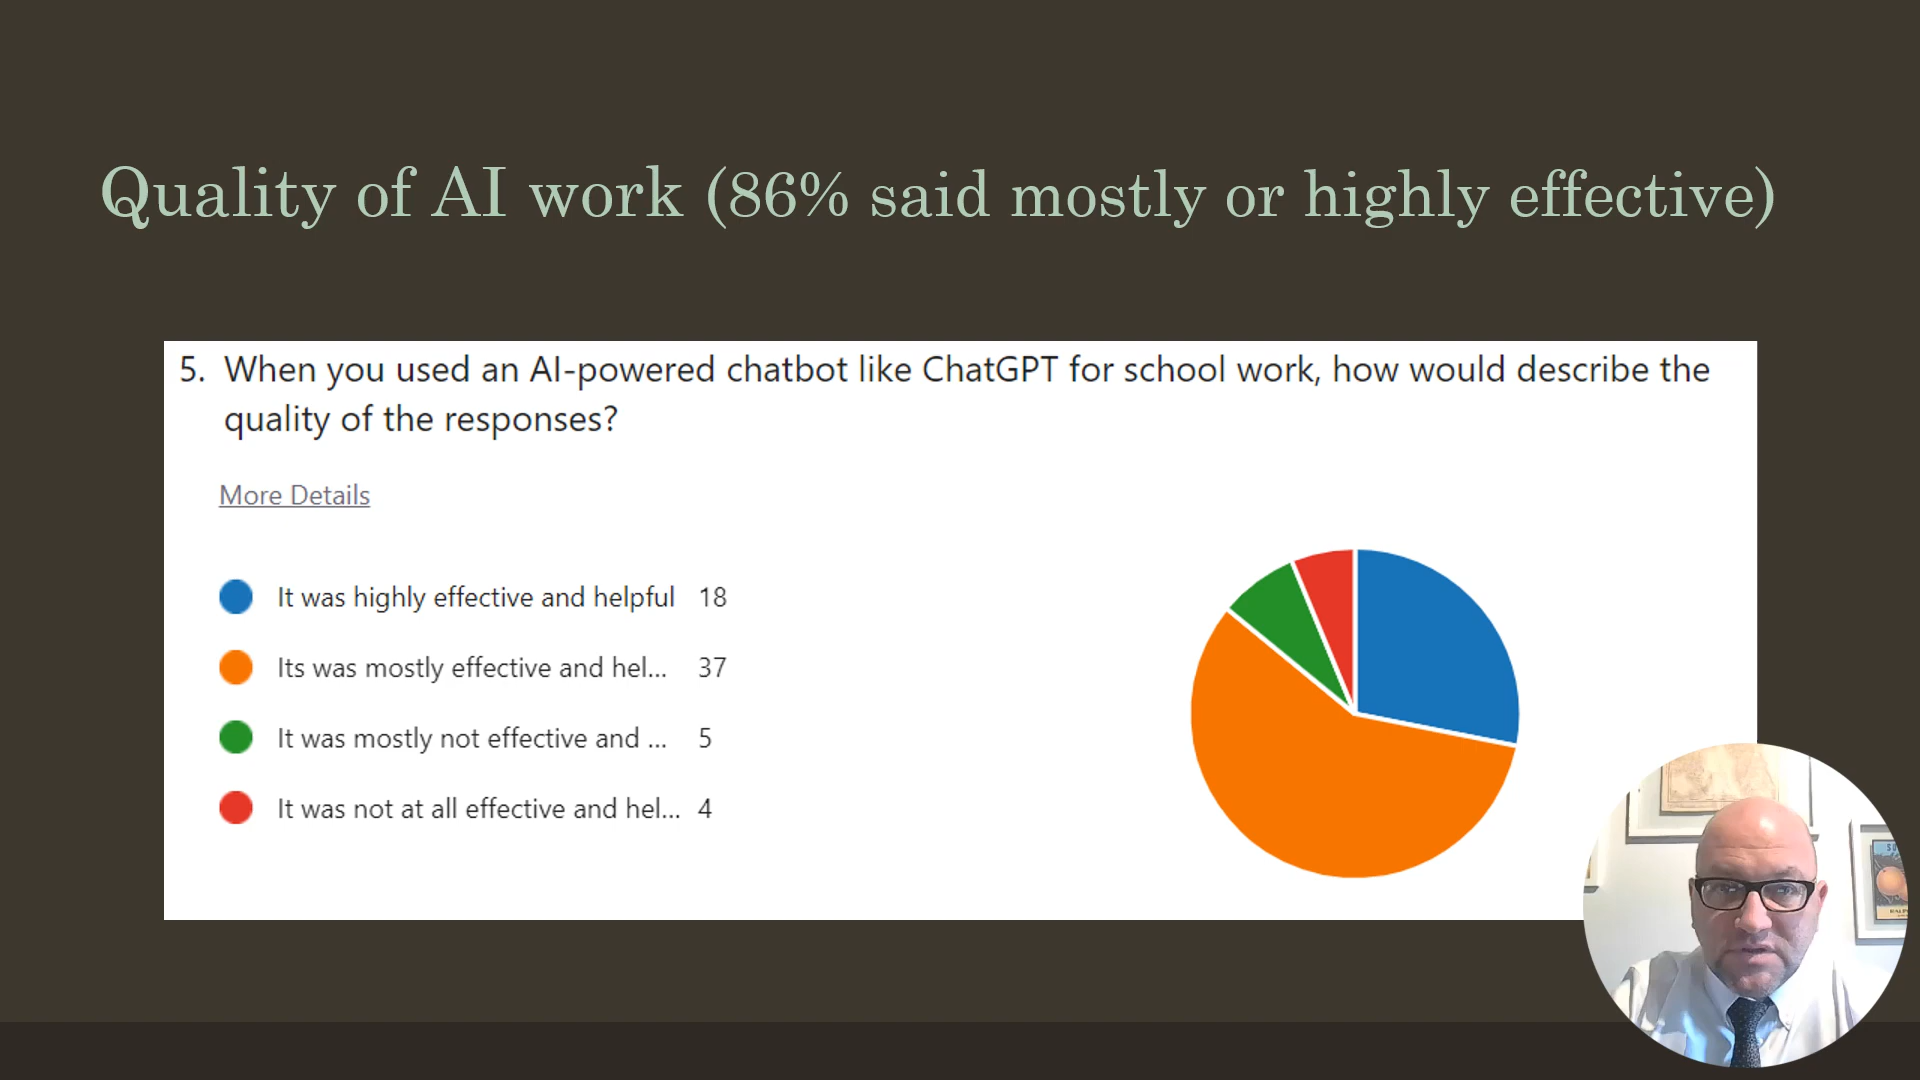 Quality of AI work (86% said mostly or highly effective)
5. When you used an AI-powered chatbot like ChatGPT for school work, how would describe the
quality of the responses?
More Details
It was highly effective and helpful 18
Its was mostly effective and hel... 37
It was mostly not effective and ... 5
It was not at all effective and hel... 4